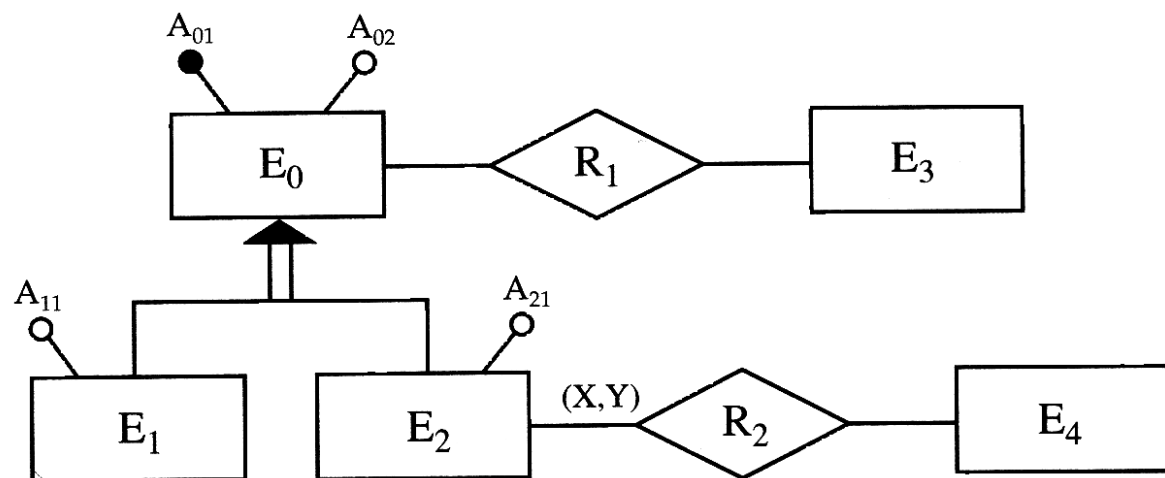 A₀₁ A₀₂
E₀ R₁ E₃
A₁₁ A₂₁
E₁ E₂ (X,Y) R₂ E₄